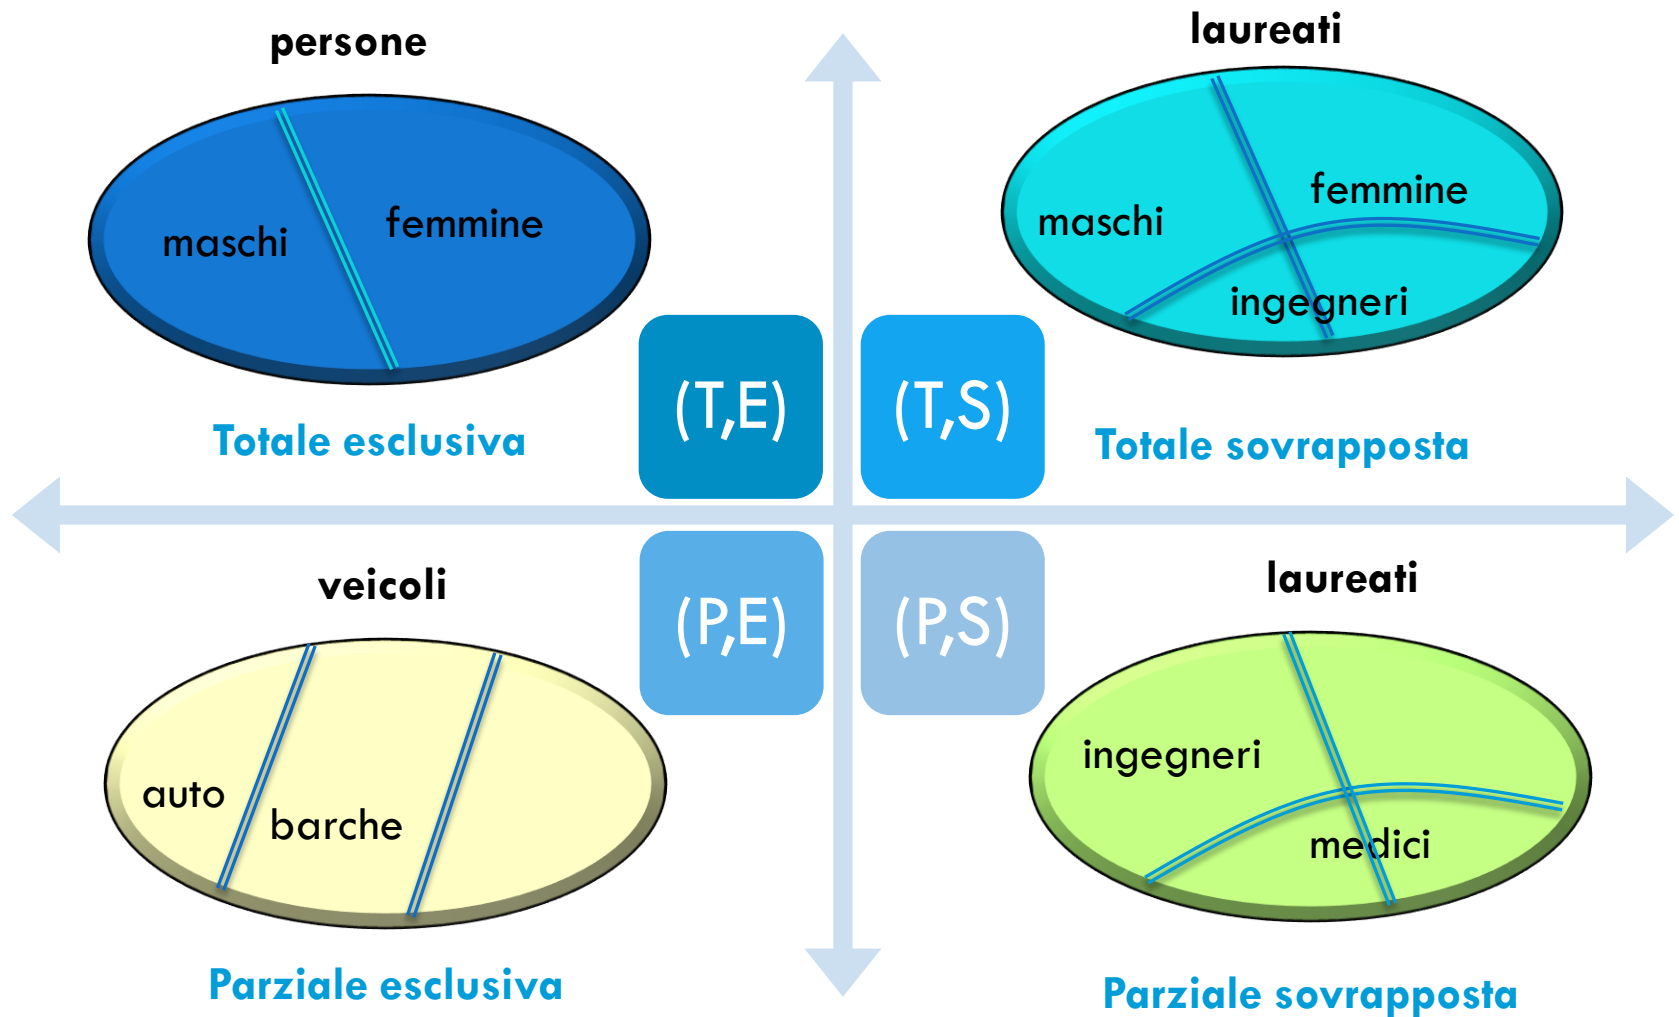 persone
maschi
femmine
Totale esclusiva
(T,E)
laureati
maschi
femmine
ingegneri
(T,S)
Totale sovrapposta
veicoli
auto
barche
(P,E)
Parziale esclusiva
laureati
(P,S)
ingegneri
medici
Parziale sovrapposta